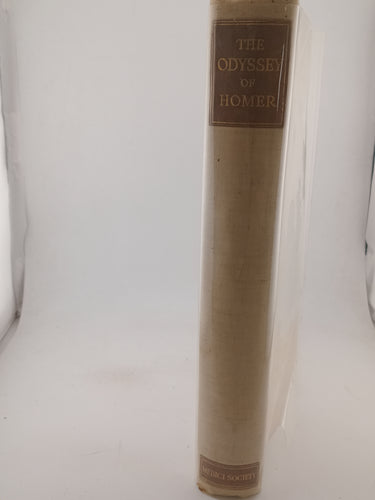 THE
ODYSSEY
OF
HOMER
MEDICI SOCIETY